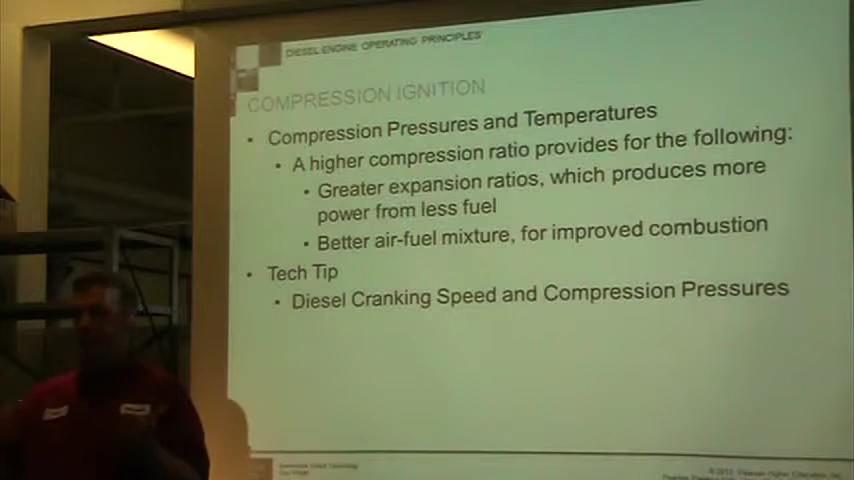 DIESEL ENGINE OPERATING PRINCIPLES
COMPRESSION IGNITION
• Compression Pressures and Temperatures
• A higher compression ratio provides for the following:
• Greater expansion ratios, which produces more
power from less fuel
• Better air-fuel mixture, for improved combustion
• Tech Tip
• Diesel Cranking Speed and Compression Pressures